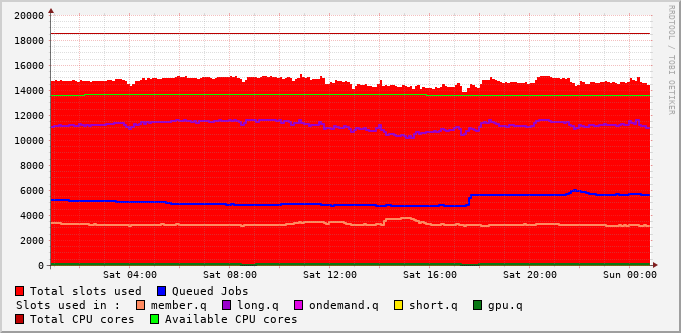 20000
18000
16000
14000
12000
10000
8000
6000
4000
2000
0
Sat 04:00 Sat 08:00 Sat 12:00 Sat 16:00 Sat 20:00 Sun 00:00
Total slots used Queued Jobs
Slots used in : member.q long.q ondemand.q short.q gpu.q
Total CPU cores Available CPU cores
RRDTOOL / TOBI OETIKER